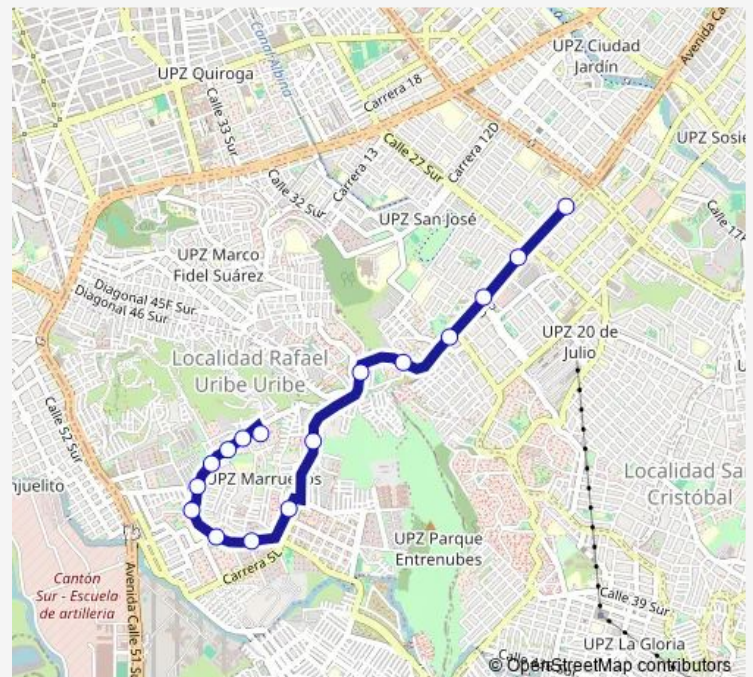 UPZ Ciudad
Jardín
Avenida Ca
UPZ Quiroga
Canal Albina
Carrera 18
Calle 33 Sur
Calle 27 Sur
Carrera 12D
Carrera 13
Calle 32 Sur
UPZ San José
UPZ Sosie
Calle 17
UPZ Marco
Fidel Suárez
Diagonal 45F Sur
Diagonal 46 Sur
UPZ 20 de
Julio
Localidad Rafael
Uribe Uribe
Calle 52 Sur
Localidad Sa
Cristóbal
njuelito
UPZ Marruecos
UPZ Parque
Entrenubes
Carrera 5
Cantón
Sur - Escuela
de artilleria
Avenida Calle 51 S
Calle 39 Sur
UPZ La Gloria
© OpenStreetMap contributors